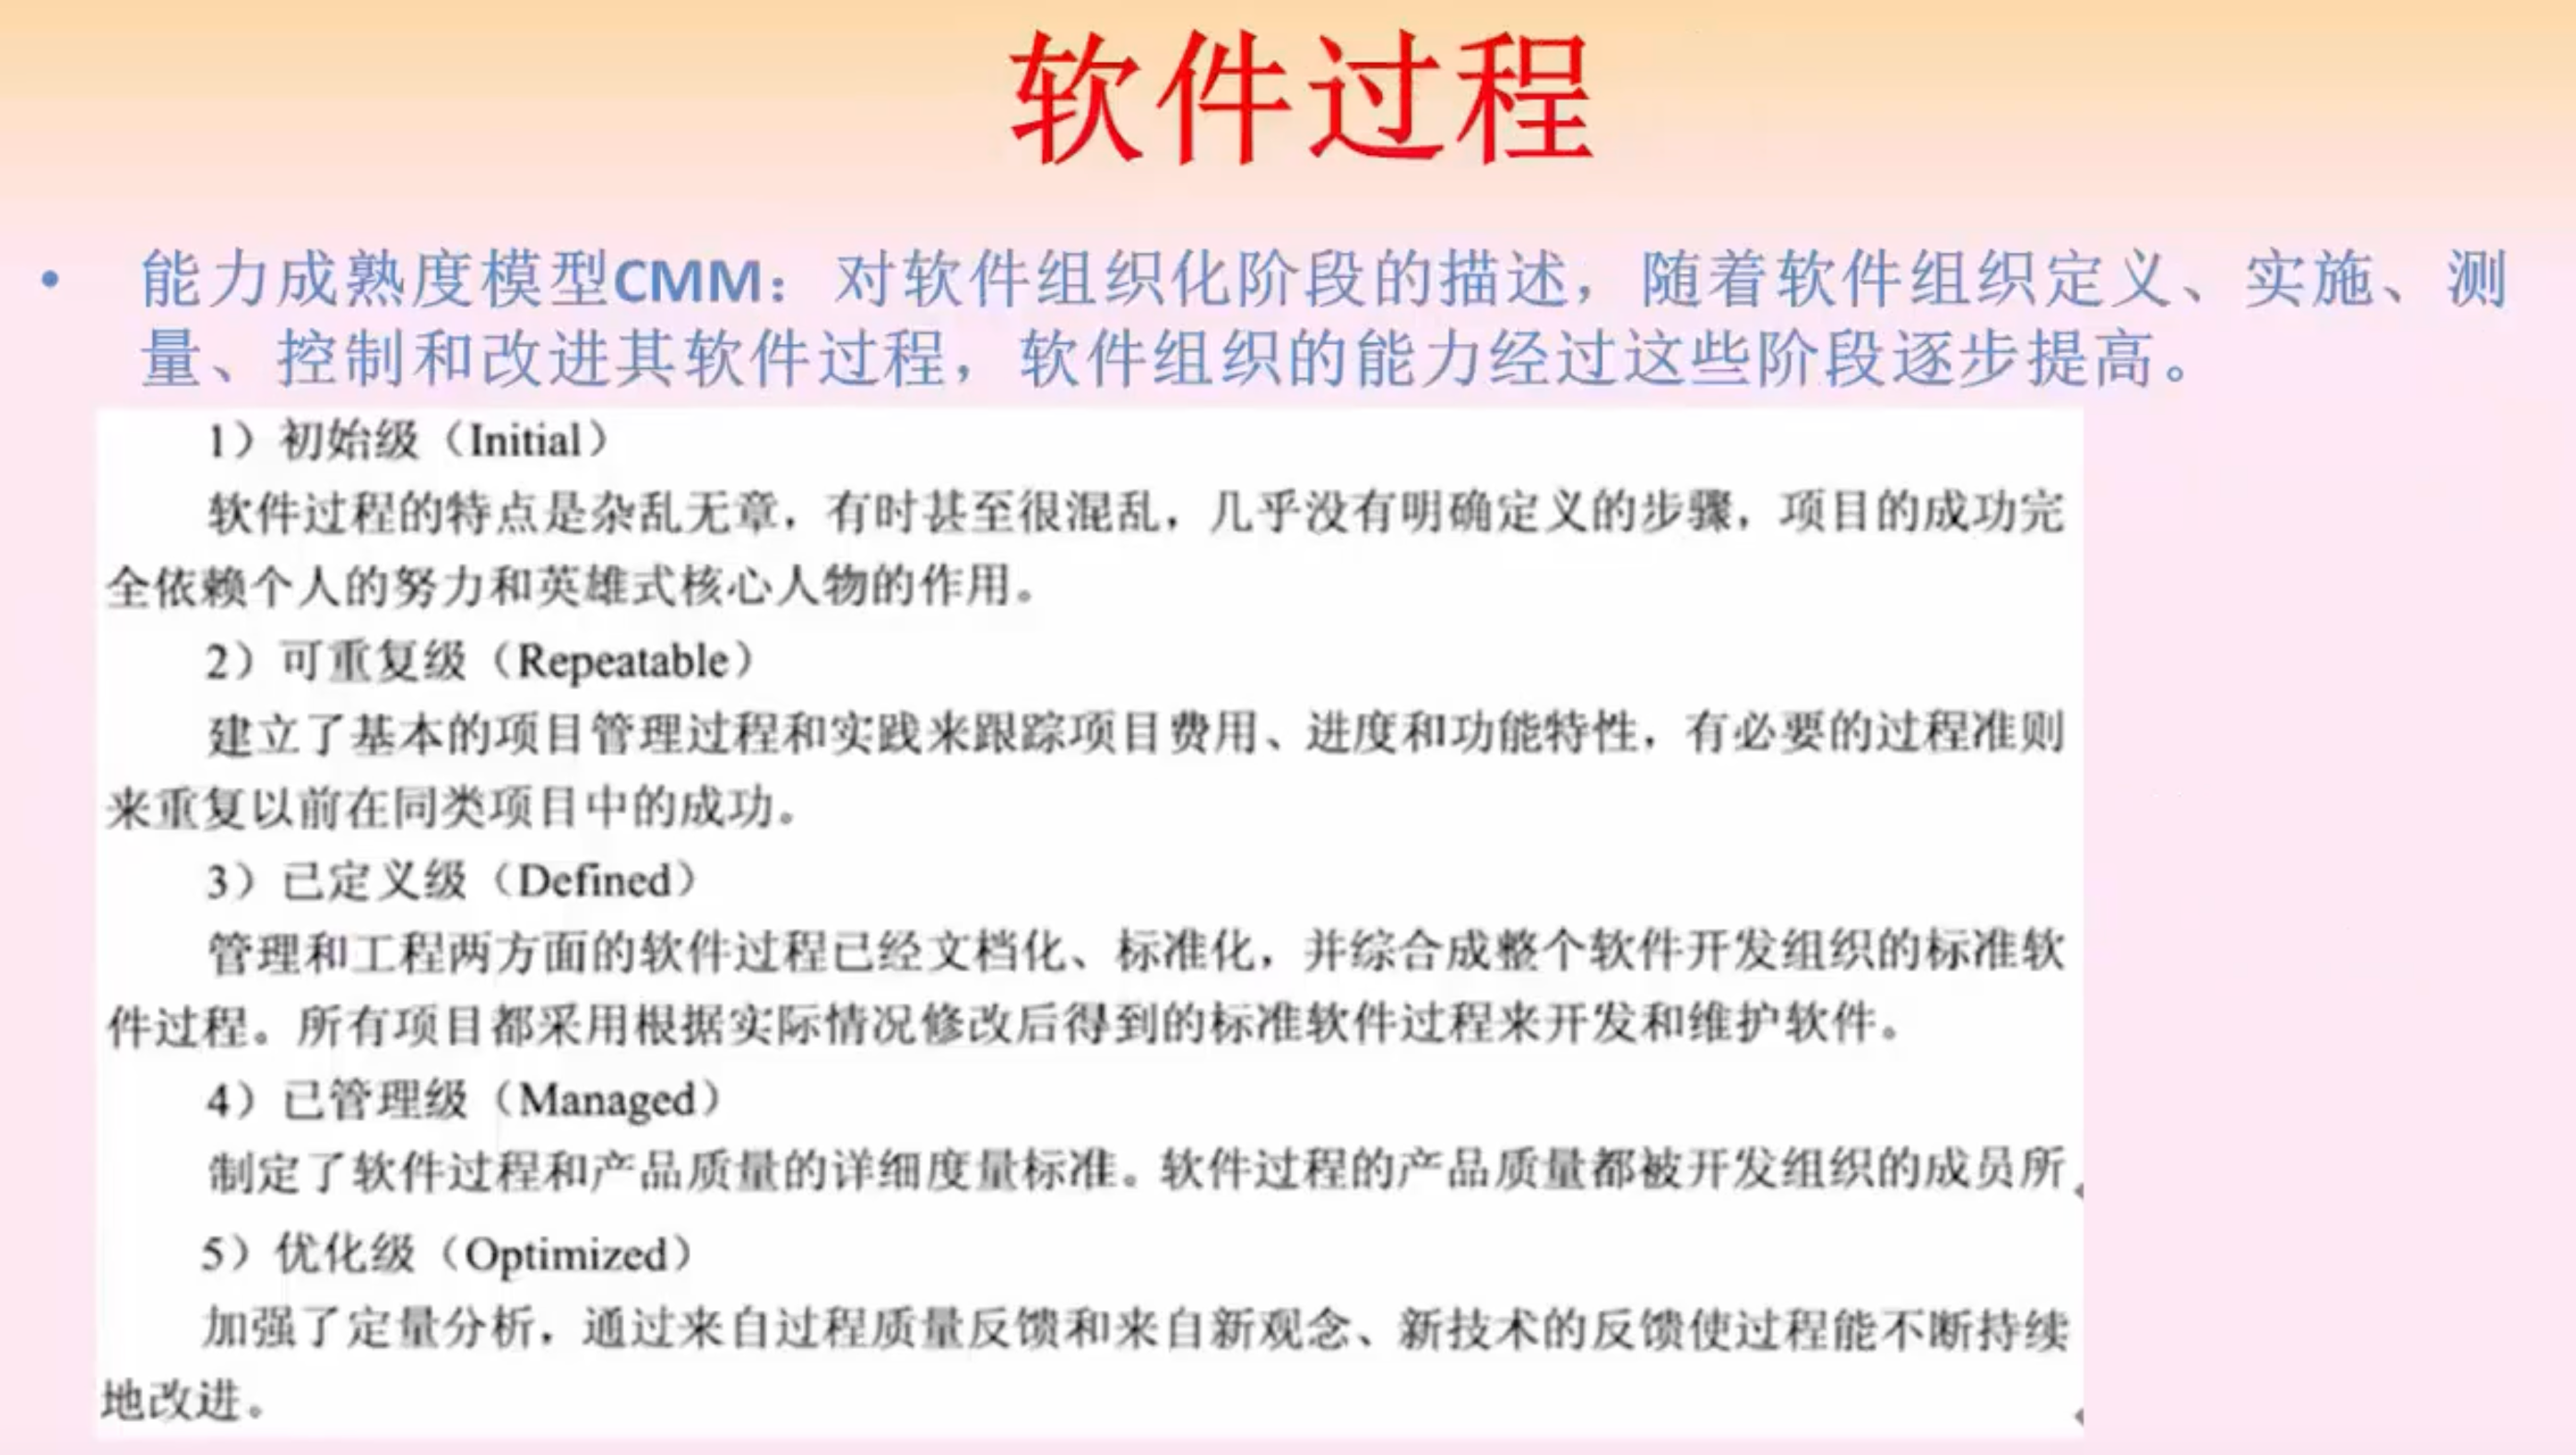 软件过程
• 能力成熟度模型CMM：对软件组织化阶段的描述，随着软件组织定义、实施、测
量、控制和改进其软件过程，软件组织的能力经过这些阶段逐步提高。
1）初始级（Initial）
软件过程的特点是杂乱无章，有时甚至很混乱，几乎没有明确定义的步骤，项目的成功完
全依赖个人的努力和英雄式核心人物的作用。
2）可重复级（Repeatable）
建立了基本的项目管理过程和实践来跟踪项目费用、进度和功能特性，有必要的过程准则
来重复以前在同类项目中的成功。
3）已定义级（Defined）
管理和工程两方面的软件过程已经文档化、标准化，并综合成整个软件开发组织的标准软
件过程。所有项目都采用根据实际情况修改后得到的标准软件过程来开发和维护软件。
4）已管理级（Managed）
制定了软件过程和产品质量的详细度量标准。软件过程的产品质量都被开发组织的成员所
5）优化级（Optimized）
加强了定量分析，通过来自过程质量反馈和来自新观念、新技术的反馈使过程能不断持续
地改进。